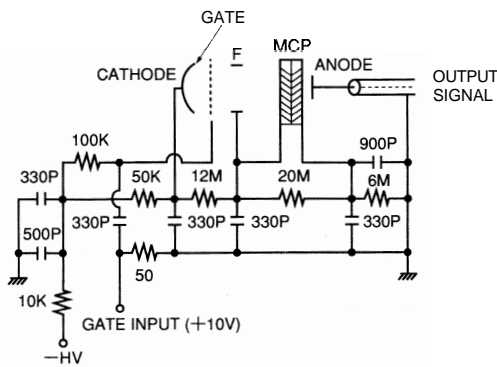 GATE
F
MCP
CATHODE
ANODE
OUTPUT
SIGNAL
100K
900P
330P
50K
12M
20M
6M
500P
330P
330P
330P
330P
50
10K
GATE INPUT (+10V)
−HV